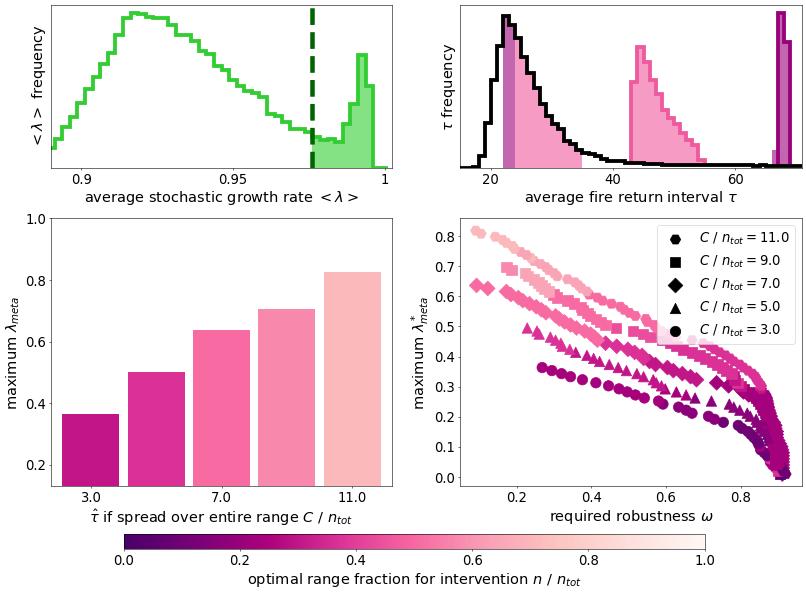 < λ > frequency
0.9 0.95 1
average stochastic growth rate < λ >
τ frequency
20 40 60
average fire return interval τ
maximum λ_meta
1.0
0.8
0.6
0.4
0.2
3.0 7.0 11.0
τ̂ if spread over entire range C / n_tot
maximum λ*_meta
0.8
0.7
0.6
0.5
0.4
0.3
0.2
0.1
0.0
C / n_tot = 11.0
C / n_tot = 9.0
C / n_tot = 7.0
C / n_tot = 5.0
C / n_tot = 3.0
0.2 0.4 0.6 0.8
required robustness ω
0.0 0.2 0.4 0.6 0.8 1.0
optimal range fraction for intervention n / n_tot